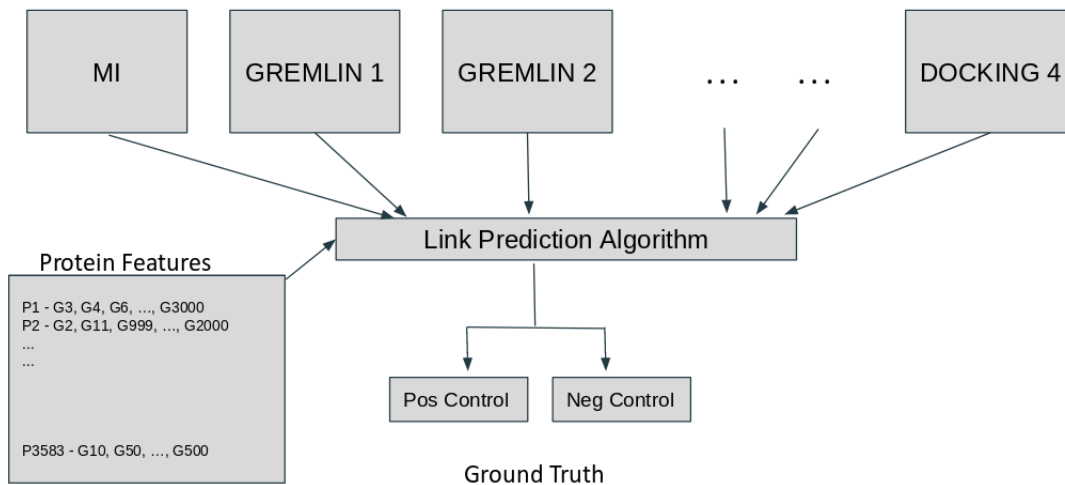 MI
GREMLIN 1
GREMLIN 2
...
...
DOCKING 4
Link Prediction Algorithm
Protein Features
P1 - G3, G4, G6, ..., G3000
P2 - G2, G11, G999, ..., G2000
...
...
P3583 - G10, G50, ..., G500
Pos Control
Neg Control
Ground Truth